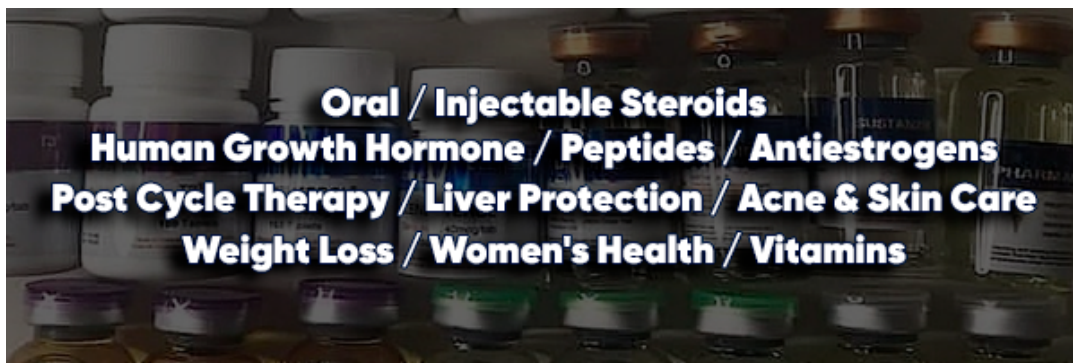 Oral / Injectable Steroids
Human Growth Hormone / Peptides / Antiestrogens
Post Cycle Therapy / Liver Protection / Acne & Skin Care
Weight Loss / Women's Health / Vitamins